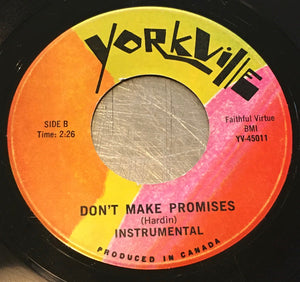 YORKVILLE
SIDE B
Time: 2:26
Faithful Virtue
BMI
YV-45011
DON'T MAKE PROMISES
(Hardin)
INSTRUMENTAL
PRODUCED IN CANADA